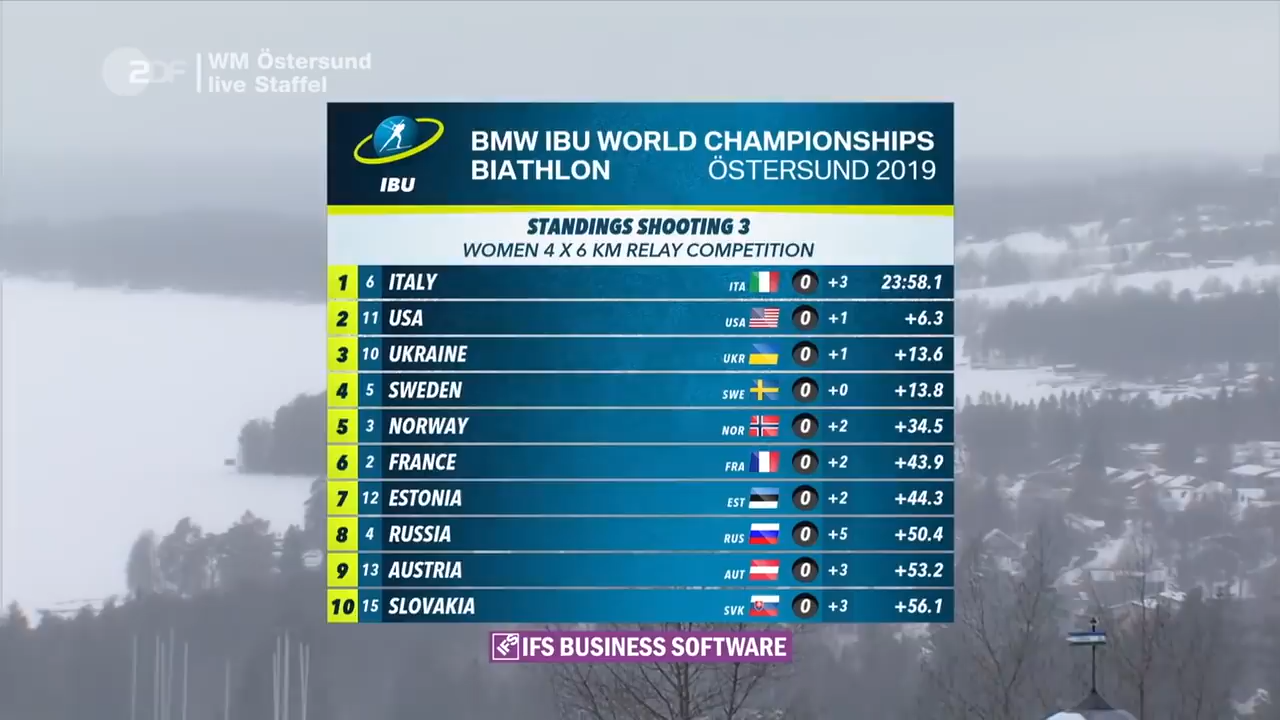 2DF WM Östersund
live Staffel
BMW IBU WORLD CHAMPIONSHIPS
BIATHLON ÖSTERSUND 2019
IBU
STANDINGS SHOOTING 3
WOMEN 4 X 6 KM RELAY COMPETITION
1 6 ITALY ITA 0 +3 23:58.1
2 11 USA USA 0 +1 +6.3
3 10 UKRAINE UKR 0 +1 +13.6
4 5 SWEDEN SWE 0 +0 +13.8
5 3 NORWAY NOR 0 +2 +34.5
6 2 FRANCE FRA 0 +2 +43.9
7 12 ESTONIA EST 0 +2 +44.3
8 4 RUSSIA RUS 0 +5 +50.4
9 13 AUSTRIA AUT 0 +3 +53.2
10 15 SLOVAKIA SVK 0 +3 +56.1
IFS IFS BUSINESS SOFTWARE